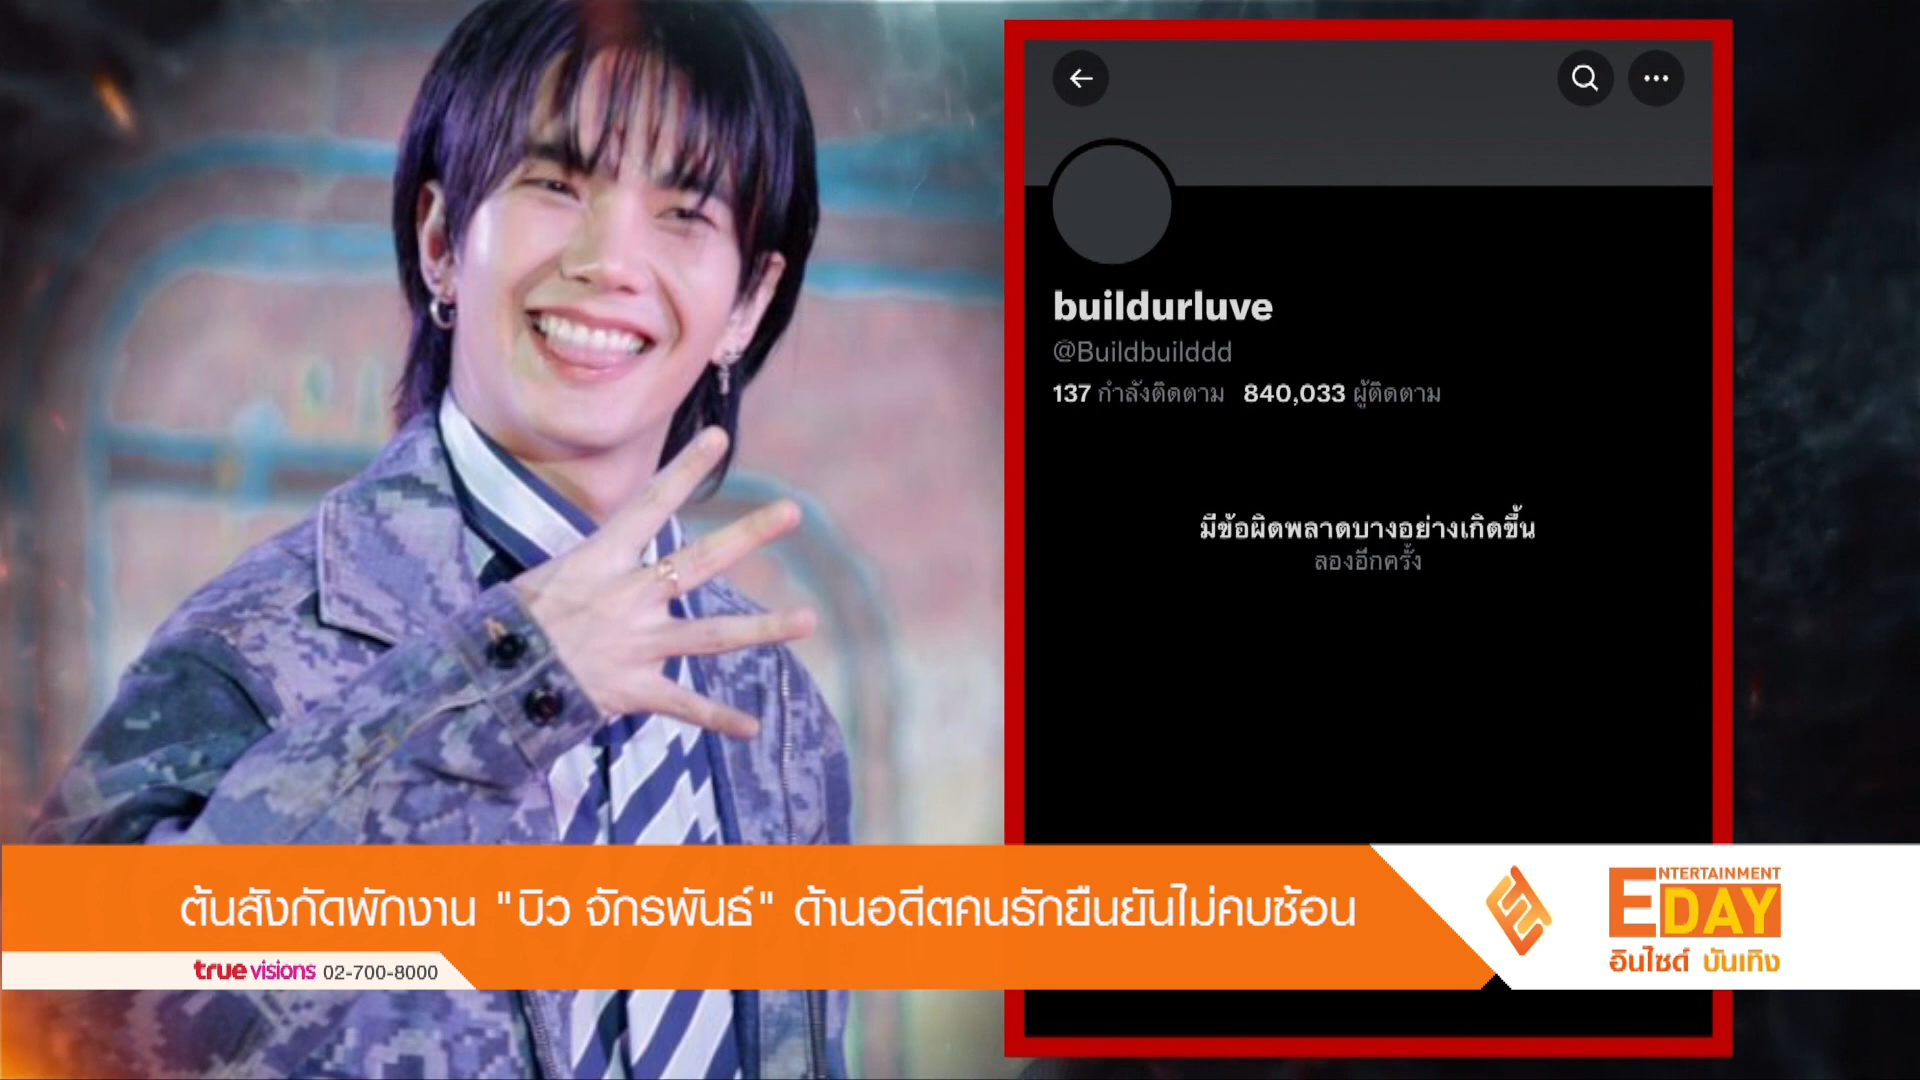 buildurluve
@Buildbuilddd
137 กำลังติดตาม 840,033 ผู้ติดตาม
มีข้อผิดพลาดบางอย่างเกิดขึ้น
ลองอีกครั้ง
ต้นสังกัดพักงาน "บิว จักรพันธ์" ด้านอดีตคนรักยืนยันไม่คบซ้อน
truevisions 02-700-8000
ENTERTAINMENT
DAY
อินไซด์ บันเทิง